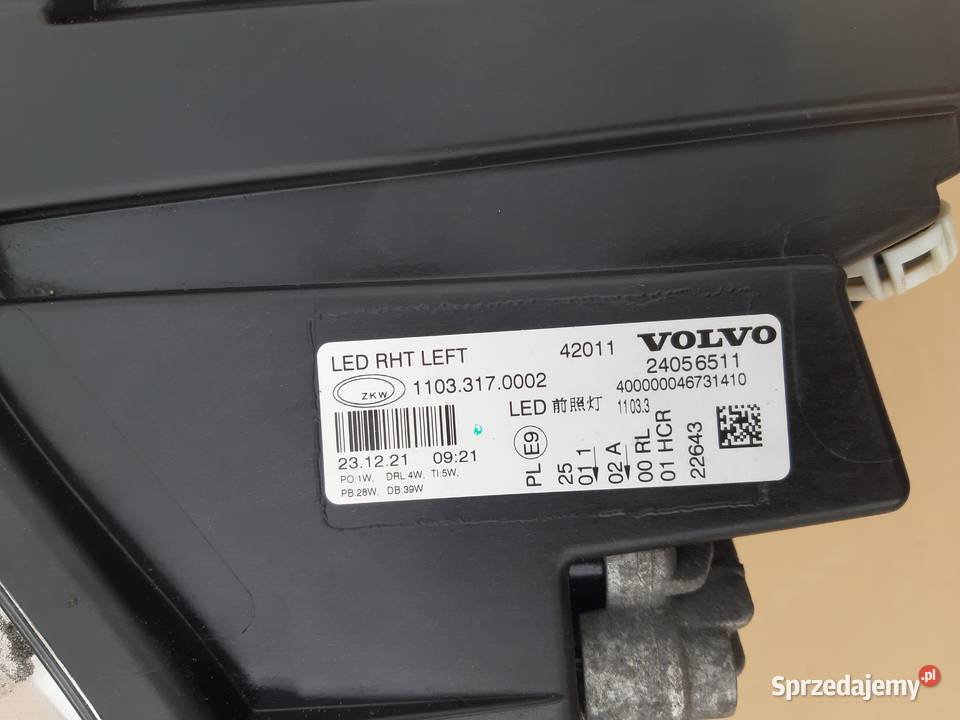 LED RHT LEFT 42011 VOLVO
24056511
ZKW 1103.317.0002 400000046731410
LED 前照灯 1103.3
23.12.21 09:21
PO:1W, DRL:4W, TI:5W,
PB:28W, DB:39W
PL E9
25
01 1
02 A
00 RL
01 HCR
22643
Sprzedajemy.pl